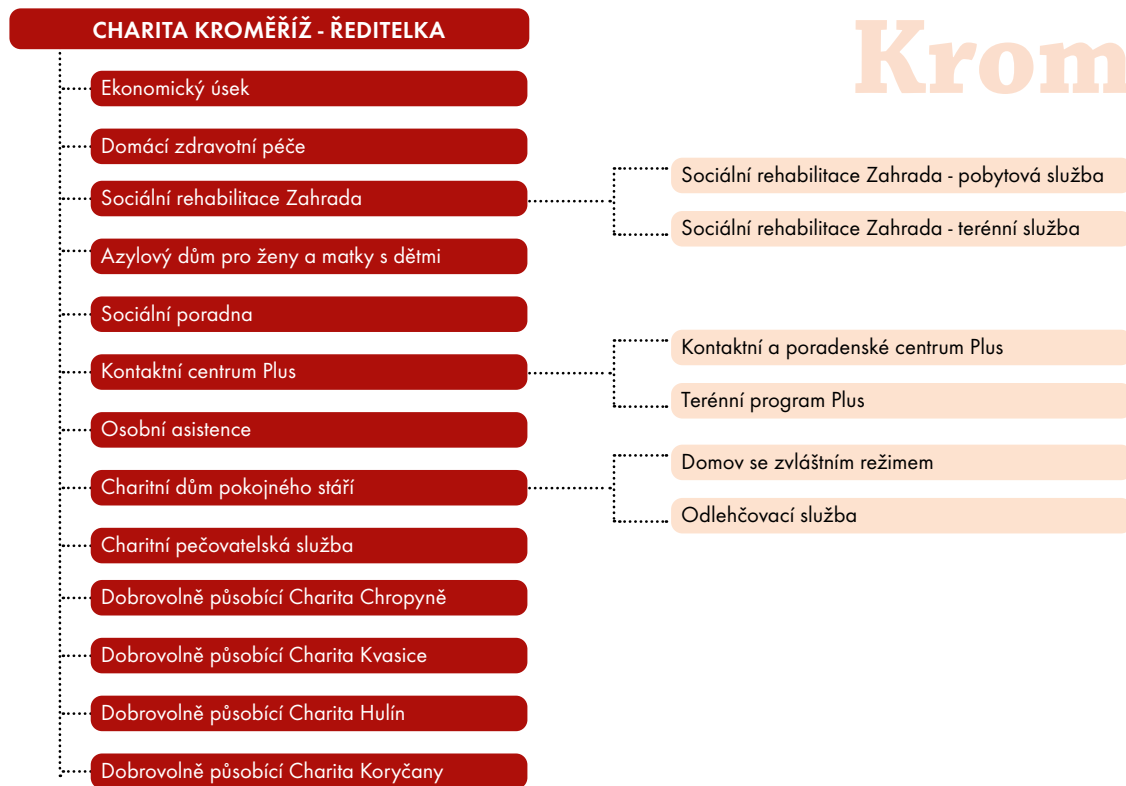 CHARITA KROMĚŘÍŽ - ŘEDITELKA
Krom
Ekonomický úsek
Domácí zdravotní péče
Sociální rehabilitace Zahrada
Sociální rehabilitace Zahrada - pobytová služba
Sociální rehabilitace Zahrada - terénní služba
Azylový dům pro ženy a matky s dětmi
Sociální poradna
Kontaktní centrum Plus
Kontaktní a poradenské centrum Plus
Terénní program Plus
Osobní asistence
Charitní dům pokojného stáří
Domov se zvláštním režimem
Odlehčovací služba
Charitní pečovatelská služba
Dobrovolně působící Charita Chropyně
Dobrovolně působící Charita Kvasice
Dobrovolně působící Charita Hulín
Dobrovolně působící Charita Koryčany